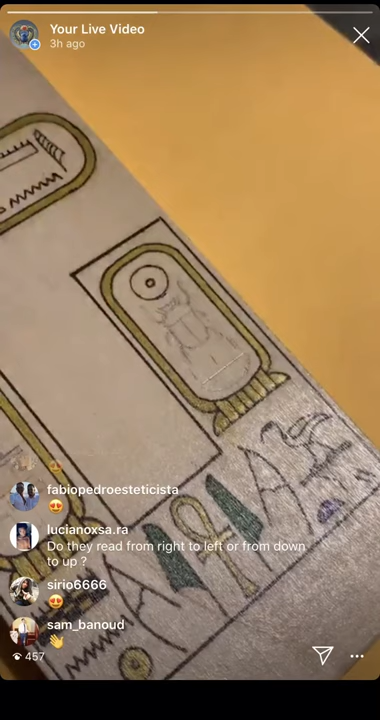 Your Live Video
3h ago
fabiopedroesteticista
😍
lucianoxsa.ra
Do they read from right to left or from down
to up ?
sirio6666
😍
sam_banoud
👋
457